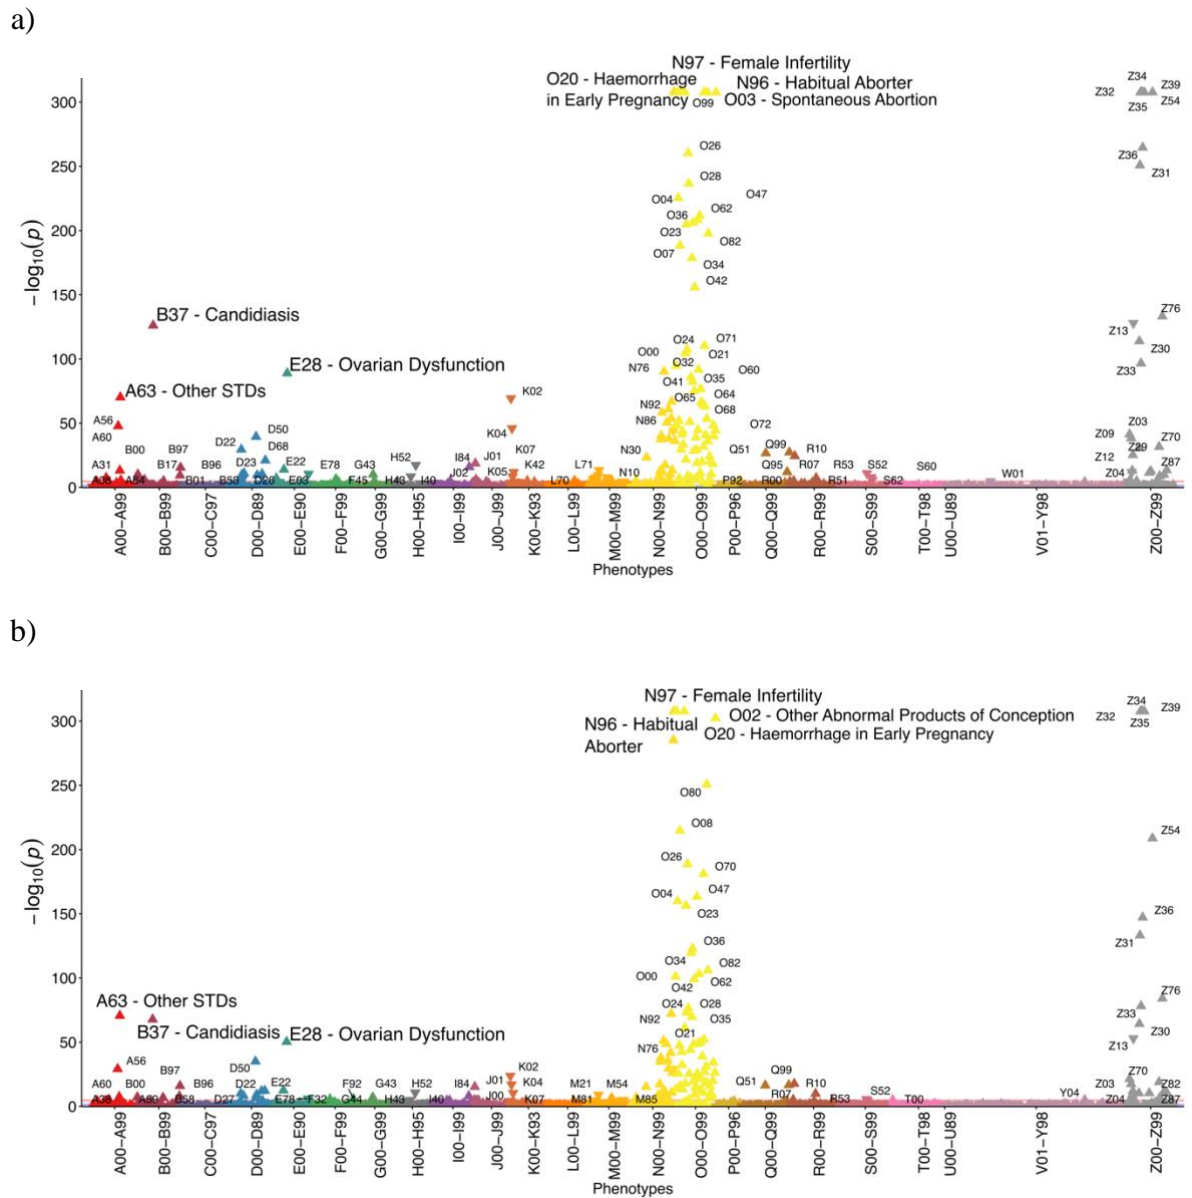 a)
N97 - Female Infertility
O20 - Haemorrhage in Early Pregnancy
N96 - Habitual Aborter
O99
O03 - Spontaneous Abortion
Z34
Z32
Z39
Z35
Z54
300
O26
Z36
Z31
250
O28
O04
O47
O36
O62
200
O23
O82
O07
O34
O42
150
−log10(p)
B37 - Candidiasis
Z76
Z13
Z30
Z33
100
O24
O71
O00
O21
N76
O32
O60
O41
O35
E28 - Ovarian Dysfunction
A63 - Other STDs
K02
O65
O64
N92
O68
N86
50
A56
A60
D50
D22
D68
K04
O72
Z03
Z09
Z70
Z29
Z12
B00
B97
A31
B17
B96
D23
E22
E78
G43
H52
I84
J01
K07
K05
K42
L71
N30
N10
Q51
Q99
Q95
R10
R07
R53
S52
S60
W01
Z04
Z87
A08
A64
B01
B58
D26
E03
F45
H43
I40
J02
L70
P92
R00
R51
S62
0
A00−A99
B00−B99
C00−C97
D00−D89
E00−E90
F00−F99
G00−G99
H00−H95
I00−I99
J00−J99
K00−K93
L00−L99
M00−M99
N00−N99
O00−O99
P00−P96
Q00−Q99
R00−R99
S00−S99
T00−T98
U00−U89
V01−Y98
Z00−Z99
Phenotypes
b)
N97 - Female Infertility
N96 - Habitual Aborter
O02 - Other Abnormal Products of Conception
O20 - Haemorrhage in Early Pregnancy
Z34
Z32
Z39
Z35
300
250
O80
O08
Z54
200
O26
O70
O04
O47
O23
150
Z36
Z31
−log10(p)
O36
O34
O82
O00
O62
100
O42
Z76
O24
O28
Z33
N92
O35
Z30
A63 - Other STDs
B37 - Candidiasis
E28 - Ovarian Dysfunction
O21
N76
Z13
50
A56
B97
D50
K02
Q99
Z70
A60
B00
B96
D22
E22
F92
G43
H52
I84
J01
K04
M21
M54
Q51
R10
S52
Z03
Z82
B58
D27
E78
F32
G44
H43
I40
J00
K07
M81
M85
R07
R53
T00
Y04
Z04
Z87
0
A00−A99
B00−B99
C00−C97
D00−D89
E00−E90
F00−F99
G00−G99
H00−H95
I00−I99
J00−J99
K00−K93
L00−L99
M00−M99
N00−N99
O00−O99
P00−P96
Q00−Q99
R00−R99
S00−S99
T00−T98
U00−U89
V01−Y98
Z00−Z99
Phenotypes